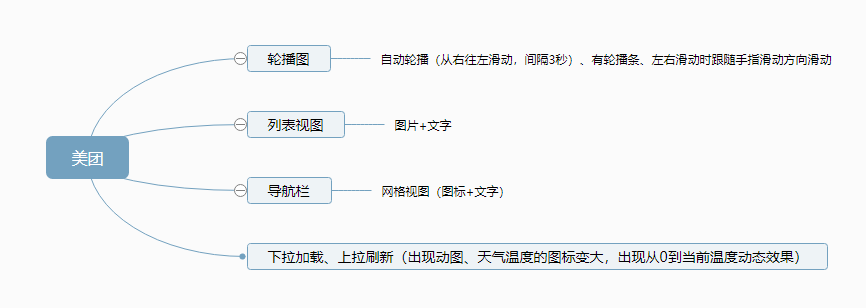 美团
轮播图
自动轮播（从右往左滑动，间隔3秒）、有轮播条、左右滑动时跟随手指滑动方向滑动
列表视图
图片+文字
导航栏
网格视图（图标+文字）
下拉加载、上拉刷新（出现动图、天气温度的图标变大，出现从0到当前温度动态效果）